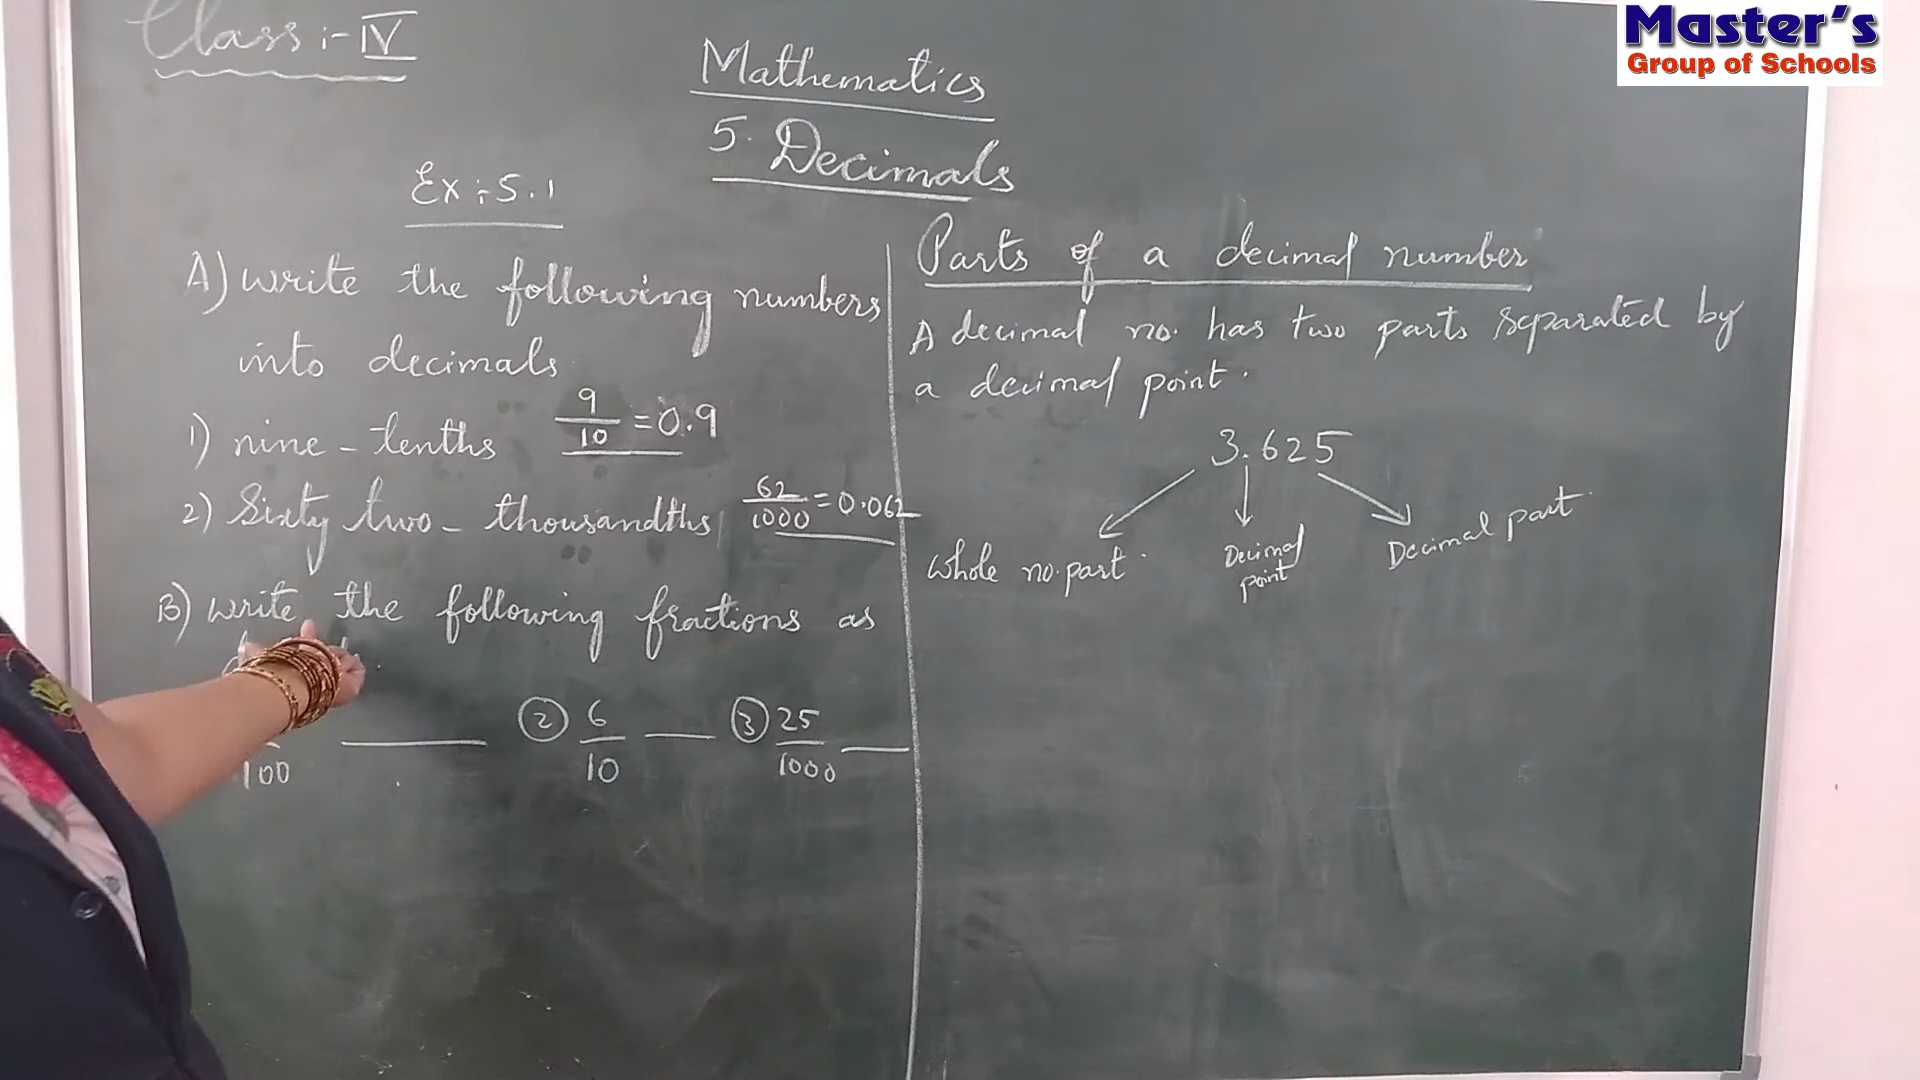 Class :- IV
Master's
Group of Schools
Mathematics
5. Decimals
Ex :- 5.1
A) write the following numbers
into decimals
1) nine - tenths 9/10 = 0.9
2) Sixty two - thousandths 62/1000 = 0.062
B) write the following fractions as
/100 ____ ② 6/10 ____ ③ 25/1000 ____
Parts of a decimal number
A decimal no. has two parts separated by
a decimal point.
3.625
Whole no. part
Decimal
point
Decimal part